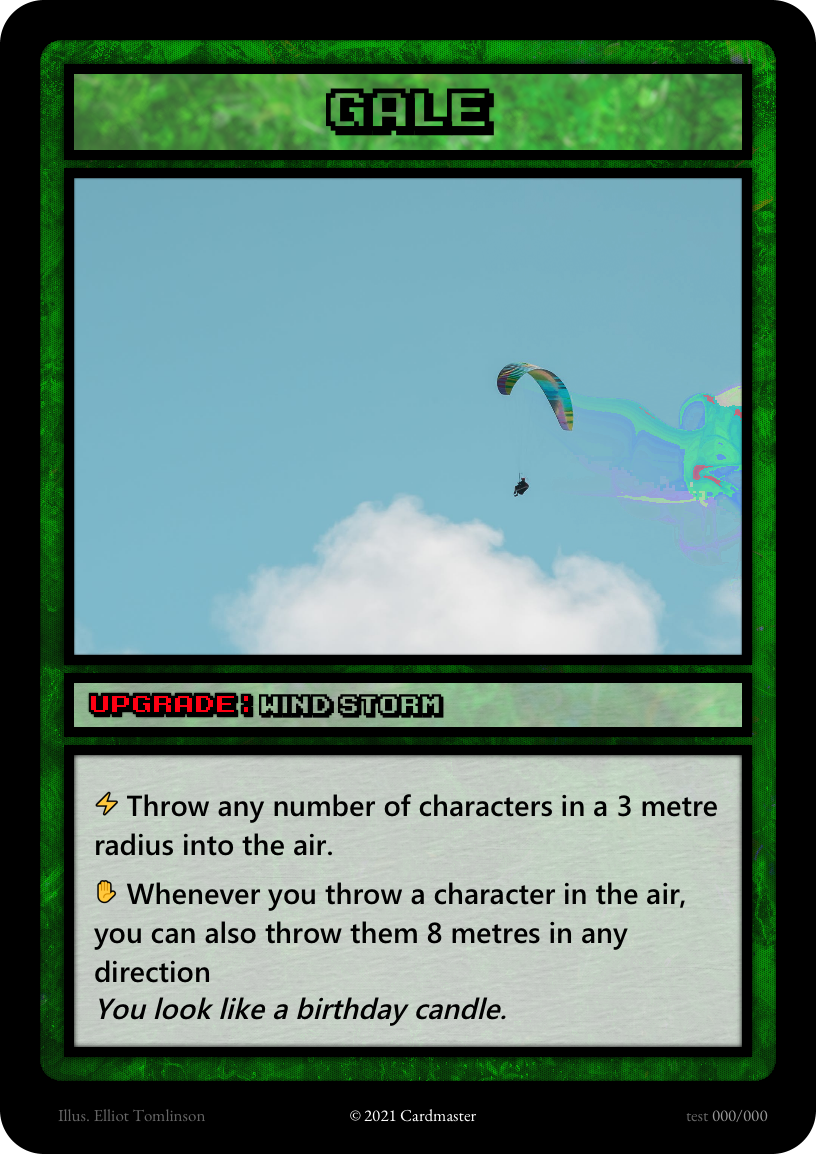 GALE
UPGRADE: WIND STORM
⚡ Throw any number of characters in a 3 metre
radius into the air.
✋ Whenever you throw a character in the air,
you can also throw them 8 metres in any
direction
You look like a birthday candle.
Illus. Elliot Tomlinson © 2021 Cardmaster test 000/000